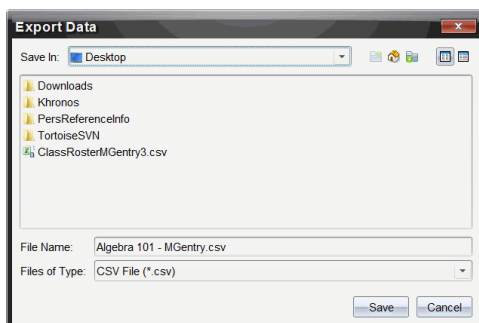 Export Data
Save In: Desktop
Downloads
Khronos
PersReferenceInfo
TortoiseSVN
ClassRosterMGentry3.csv
File Name: Algebra 101 - MGentry.csv
Files of Type: CSV File (*.csv)
Save Cancel